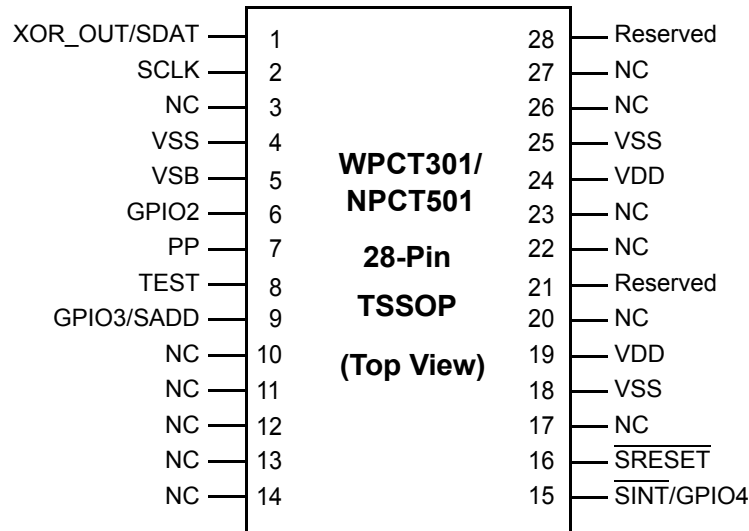 XOR_OUT/SDAT 1
SCLK 2
NC 3
VSS 4
VSB 5
GPIO2 6
PP 7
TEST 8
GPIO3/SADD 9
NC 10
NC 11
NC 12
NC 13
NC 14
WPCT301/
NPCT501
28-Pin
TSSOP
(Top View)
28 Reserved
27 NC
26 NC
25 VSS
24 VDD
23 NC
22 NC
21 Reserved
20 NC
19 VDD
18 VSS
17 NC
16 SRESET
15 SINT/GPIO4